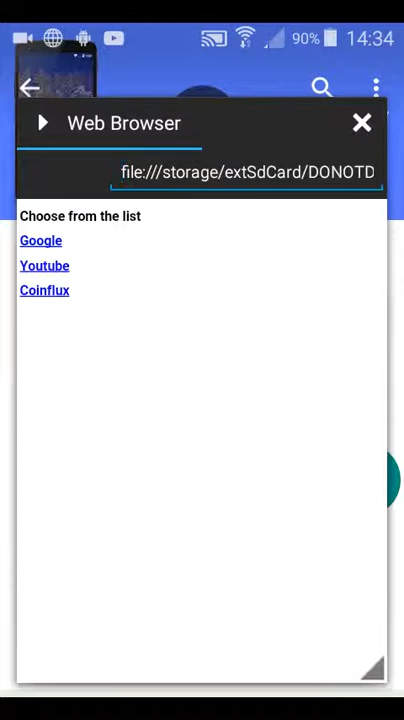 90% 14:34
Web Browser
file:///storage/extSdCard/DONOTD
Choose from the list
Google
Youtube
Coinflux